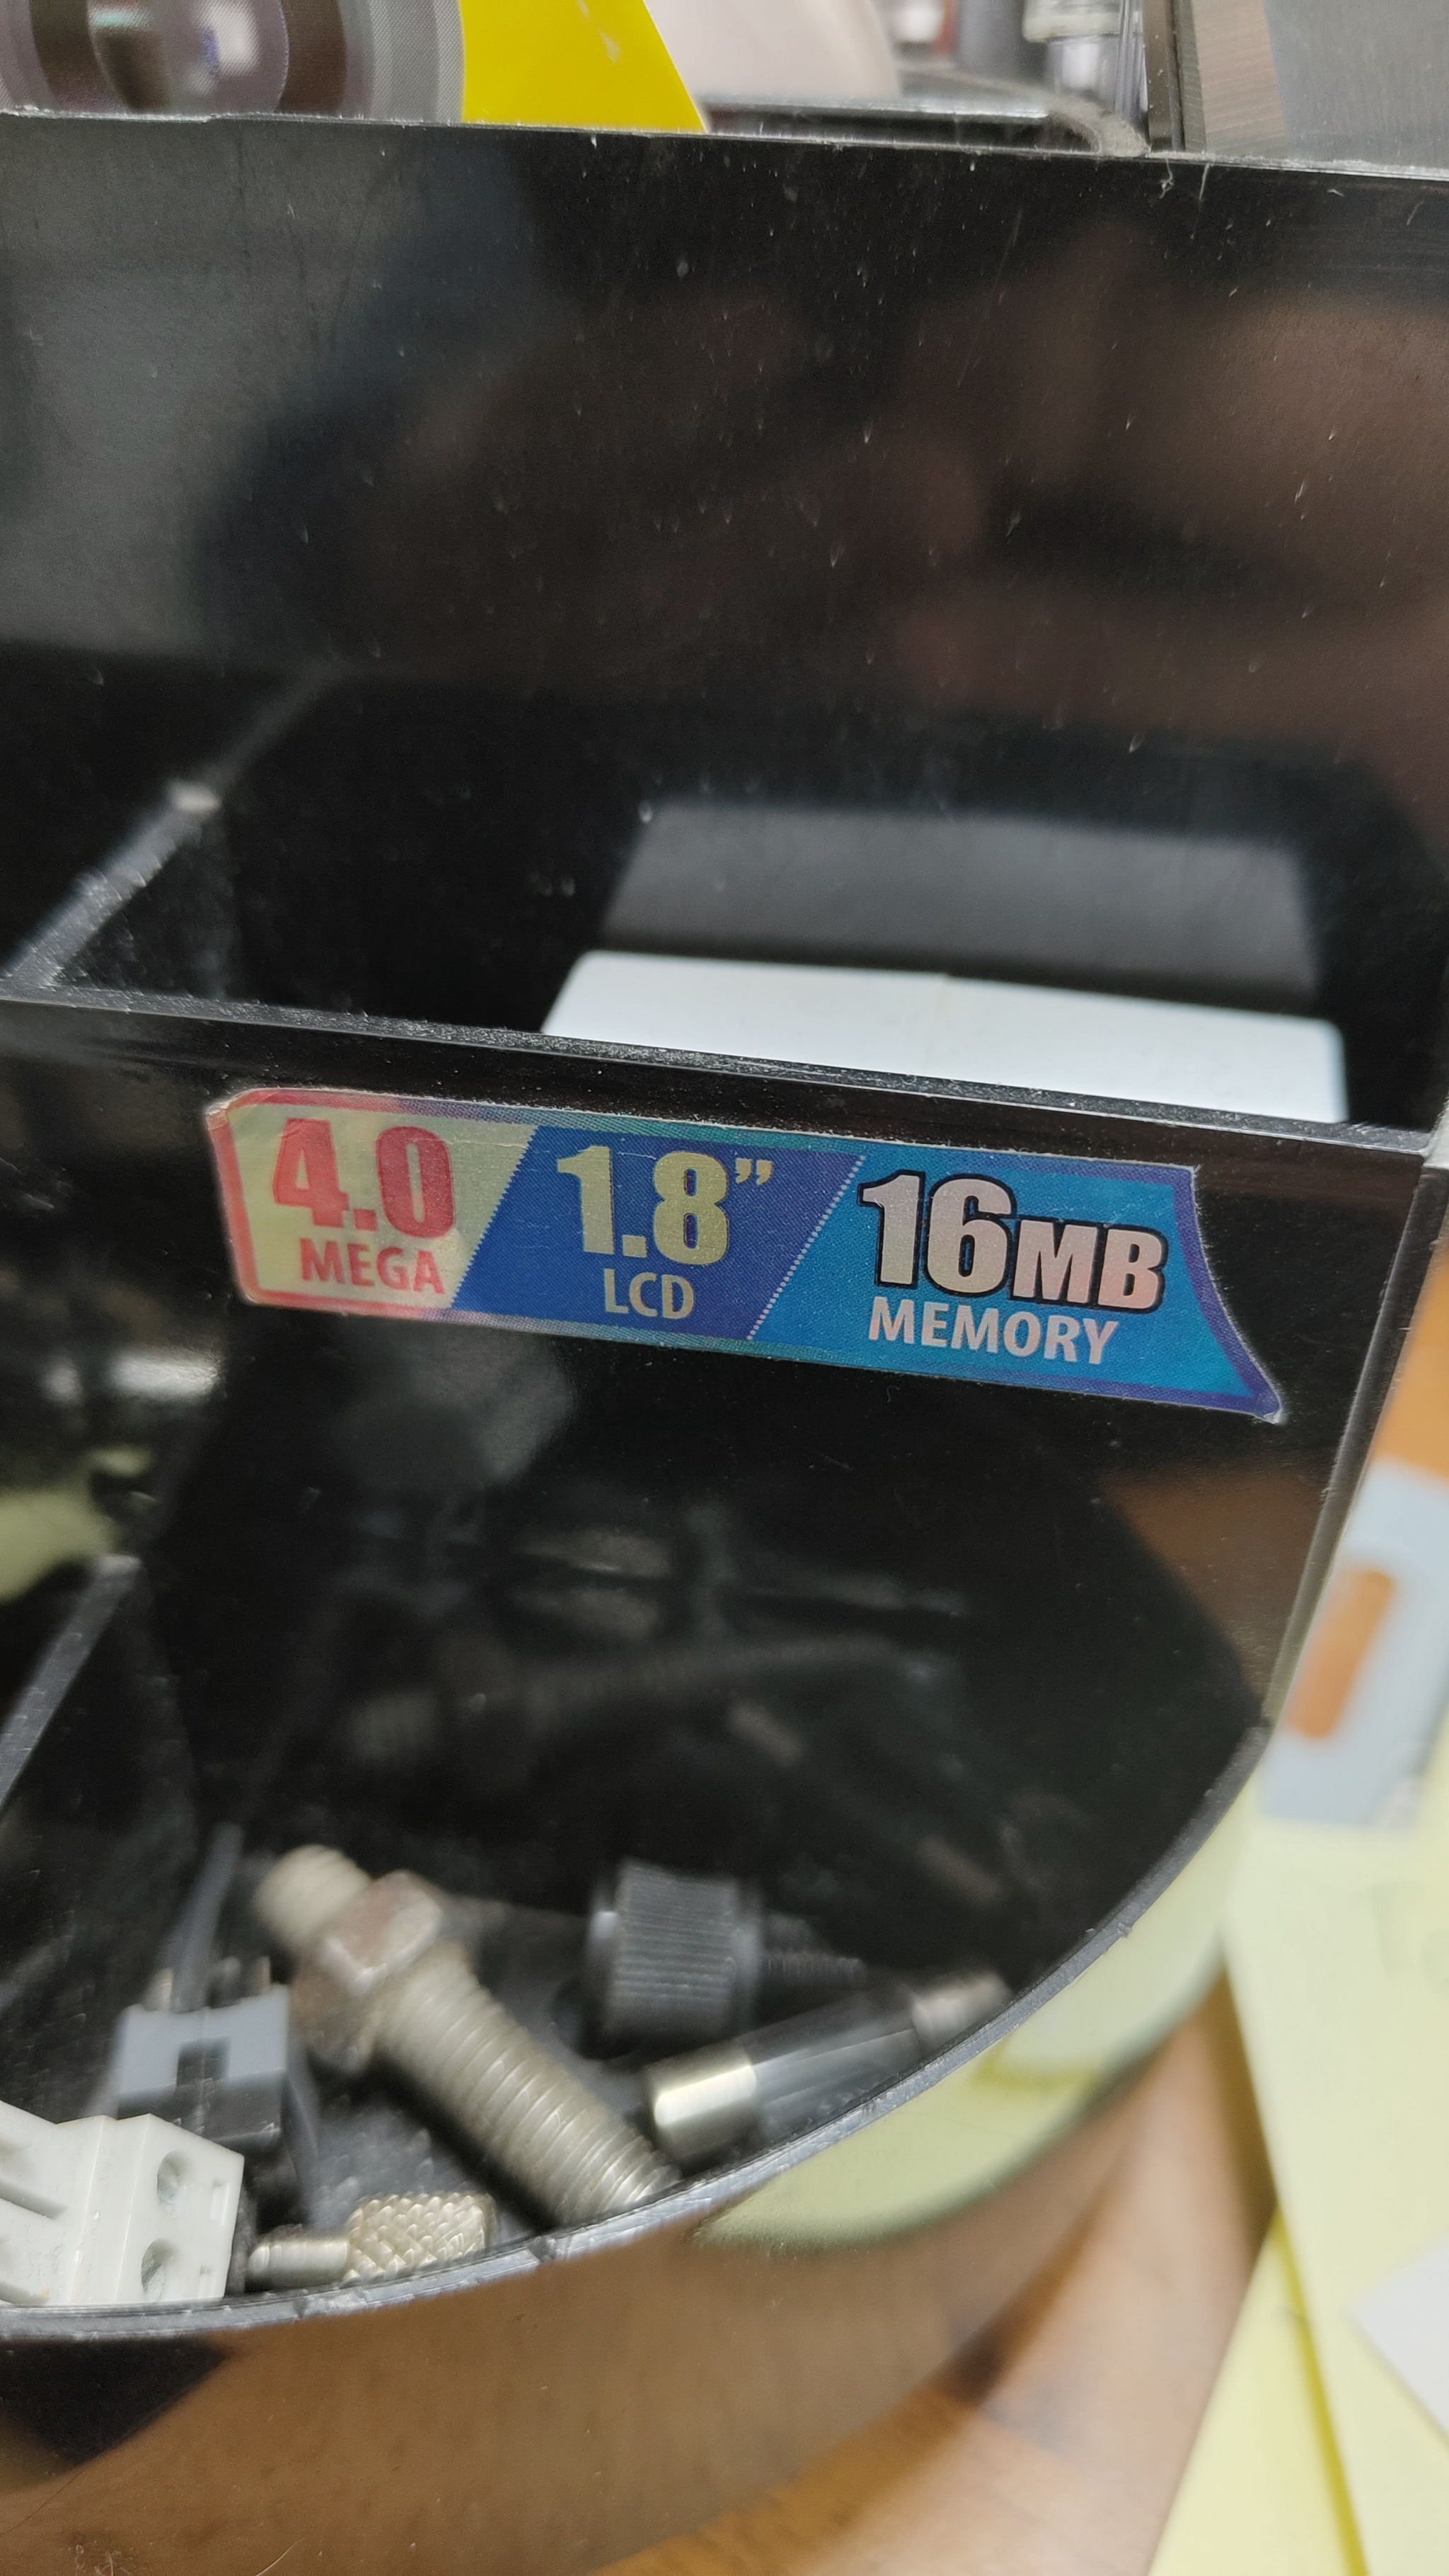 4.0 1.8” 16MB
MEGA LCD MEMORY